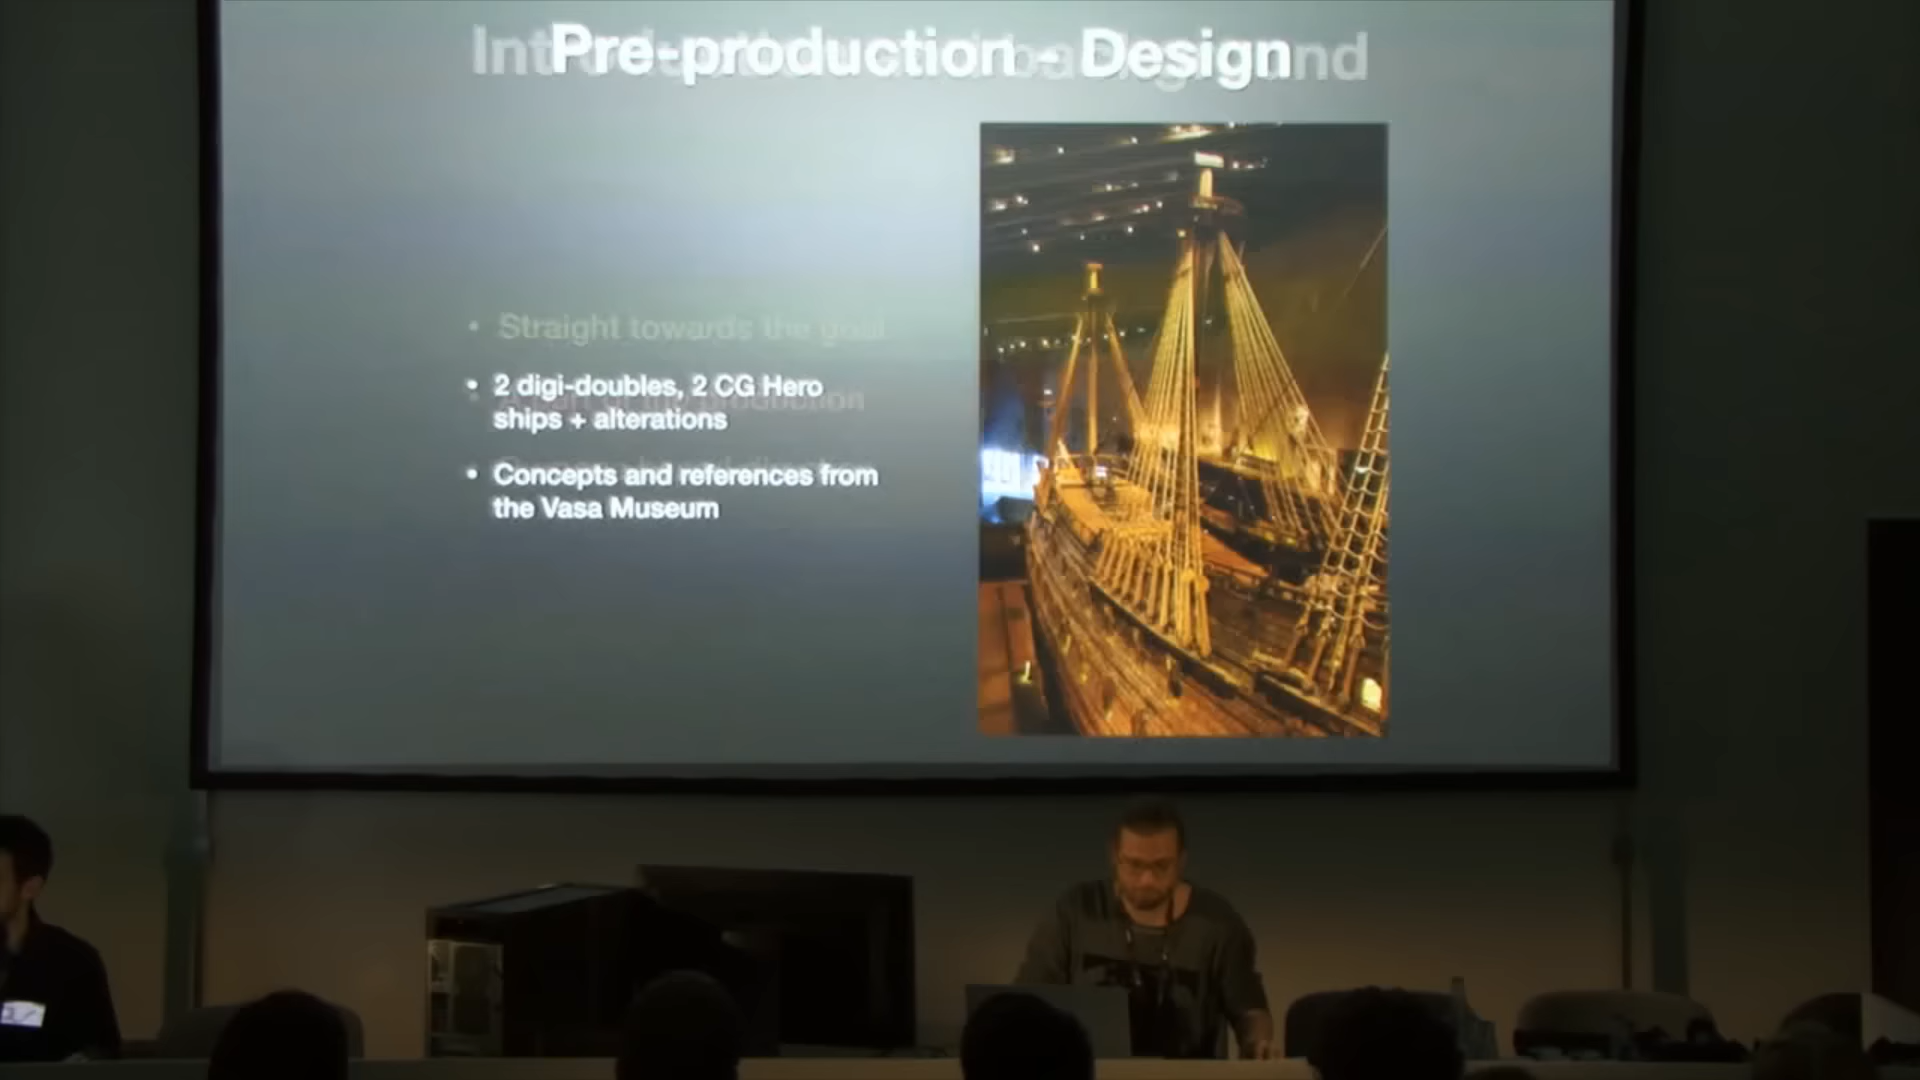 Pre-production - Design
• Straight towards the goal
• 2 digi-doubles, 2 CG Hero
ships + alterations
• Concepts and references from
the Vasa Museum